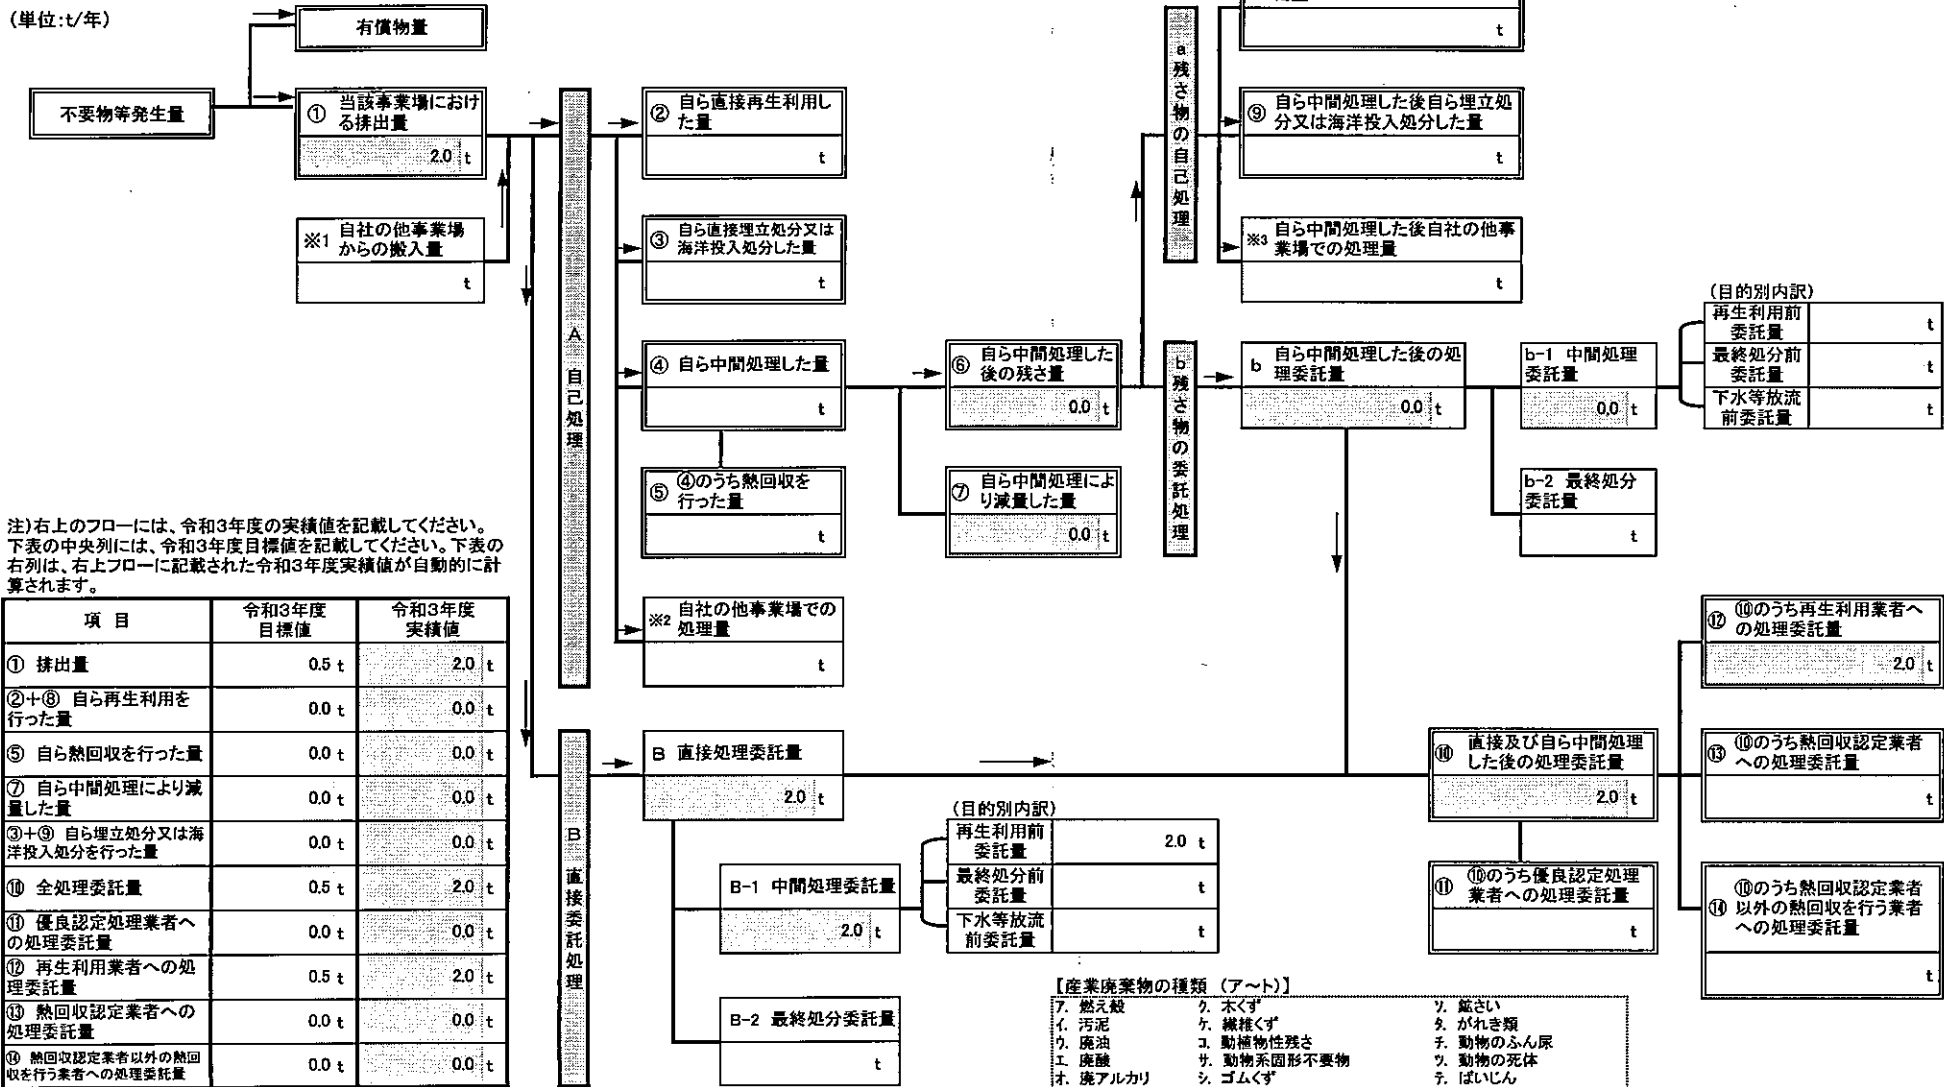 (単位:t/年)
有償物量
不要物等発生量
① 当該事業場におけ
る排出量
2.0 t
※1 自社の他事業場
からの搬入量
t
A 自己処理
② 自ら直接再生利用し
た量
t
③ 自ら直接埋立処分又は
海洋投入処分した量
t
④ 自ら中間処理した量
t
⑤ ④のうち熱回収を
行った量
t
※2 自社の他事業場での
処理量
t
⑥ 自ら中間処理した
後の残さ量
0.0 t
⑦ 自ら中間処理によ
り減量した量
0.0 t
a 残さ物の自己処理
t
⑨ 自ら中間処理した後自ら埋立処
分又は海洋投入処分した量
t
※3 自ら中間処理した後自社の他事
業場での処理量
t
b 残さ物の委託処理
b 自ら中間処理した後の処
理委託量
0.0 t
b-1 中間処理
委託量
0.0 t
b-2 最終処分
委託量
t
(目的別内訳)
再生利用前
委託量 t
最終処分前
委託量 t
下水等放流
前委託量 t
注)右上のフローには、令和3年度の実績値を記載してください。
下表の中央列には、令和3年度目標値を記載してください。下表の
右列は、右上フローに記載された令和3年度実績値が自動的に計
算されます。
項 目 令和3年度
目標値 令和3年度
実績値
① 排出量 0.5 t 2.0 t
②+⑧ 自ら再生利用を
行った量 0.0 t 0.0 t
⑤ 自ら熱回収を行った量 0.0 t 0.0 t
⑦ 自ら中間処理により減
量した量 0.0 t 0.0 t
③+⑨ 自ら埋立処分又は海
洋投入処分を行った量 0.0 t 0.0 t
⑩ 全処理委託量 0.5 t 2.0 t
⑪ 優良認定処理業者へ
の処理委託量 0.0 t 0.0 t
⑫ 再生利用業者への処
理委託量 0.5 t 2.0 t
⑬ 熱回収認定業者への
処理委託量 0.0 t 0.0 t
⑭ 熱回収認定業者以外の熱回
収を行う業者への処理委託量 0.0 t 0.0 t
B 直接委託処理
B 直接処理委託量
2.0 t
B-1 中間処理委託量
2.0 t
B-2 最終処分委託量
t
(目的別内訳)
再生利用前
委託量 2.0 t
最終処分前
委託量 t
下水等放流
前委託量 t
⑩ 直接及び自ら中間処理
した後の処理委託量
2.0 t
⑪ ⑩のうち優良認定処理
業者への処理委託量
t
⑫ ⑩のうち再生利用業者へ
の処理委託量
2.0 t
⑬ ⑩のうち熱回収認定業者
への処理委託量
t
⑩のうち熱回収認定業者
⑭ 以外の熱回収を行う業者
への処理委託量
t
【産業廃棄物の種類 (ア~ト)】
ア. 燃え殻 ク. 木くず ソ. 鉱さい
イ. 汚泥 ケ. 繊維くず タ. がれき類
ウ. 廃油 コ. 動植物性残さ チ. 動物のふん尿
エ. 廃酸 サ. 動物系固形不要物 ツ. 動物の死体
オ. 廃アルカリ シ. ゴムくず テ. ばいじん